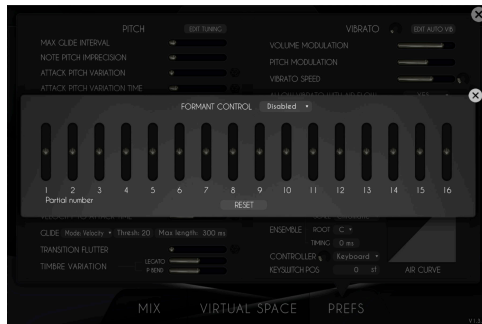 PITCH EDIT TUNING
VIBRATO EDIT AUTO VIB
MAX GLIDE INTERVAL
VOLUME MODULATION
NOTE PITCH IMPRECISION
PITCH MODULATION
ATTACK PITCH VARIATION
VIBRATO SPEED
ATTACK PITCH VARIATION TIME
FORMANT CONTROL Disabled
1 2 3 4 5 6 7 8 9 10 11 12 13 14 15 16
Partial number
RESET
GLIDE Mode: Velocity Thresh: 20 Max length: 300 ms
ENSEMBLE ROOT C
TRANSITION FLUTTER
TIMING 0 ms
TIMBRE VARIATION LEGATO
P. BEND
CONTROLLER Keyboard
KEYSWITCH POS 0 st
AIR CURVE
MIX VIRTUAL SPACE PREFS